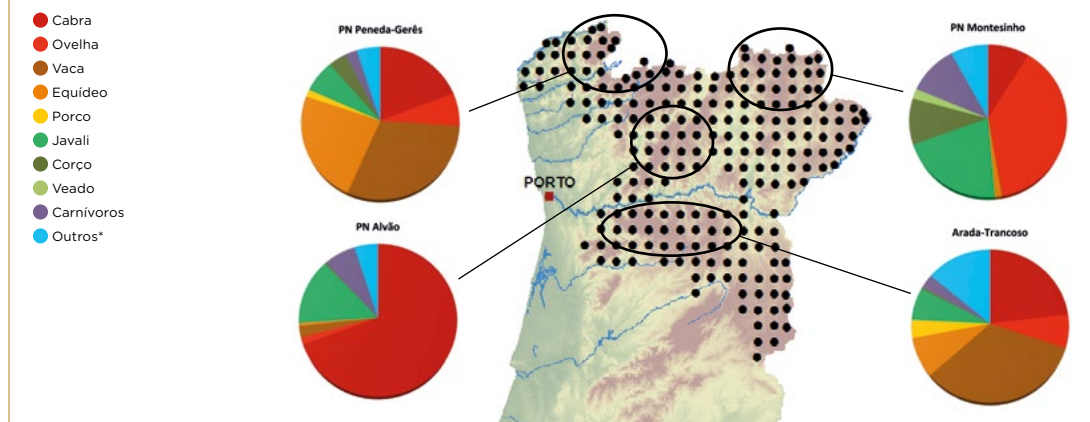 Cabra
Ovelha
Vaca
Equídeo
Porco
Javali
Corço
Veado
Carnívoros
Outros*
PN Peneda-Gerês
PN Montesinho
PORTO
PN Alvão
Arada-Trancoso